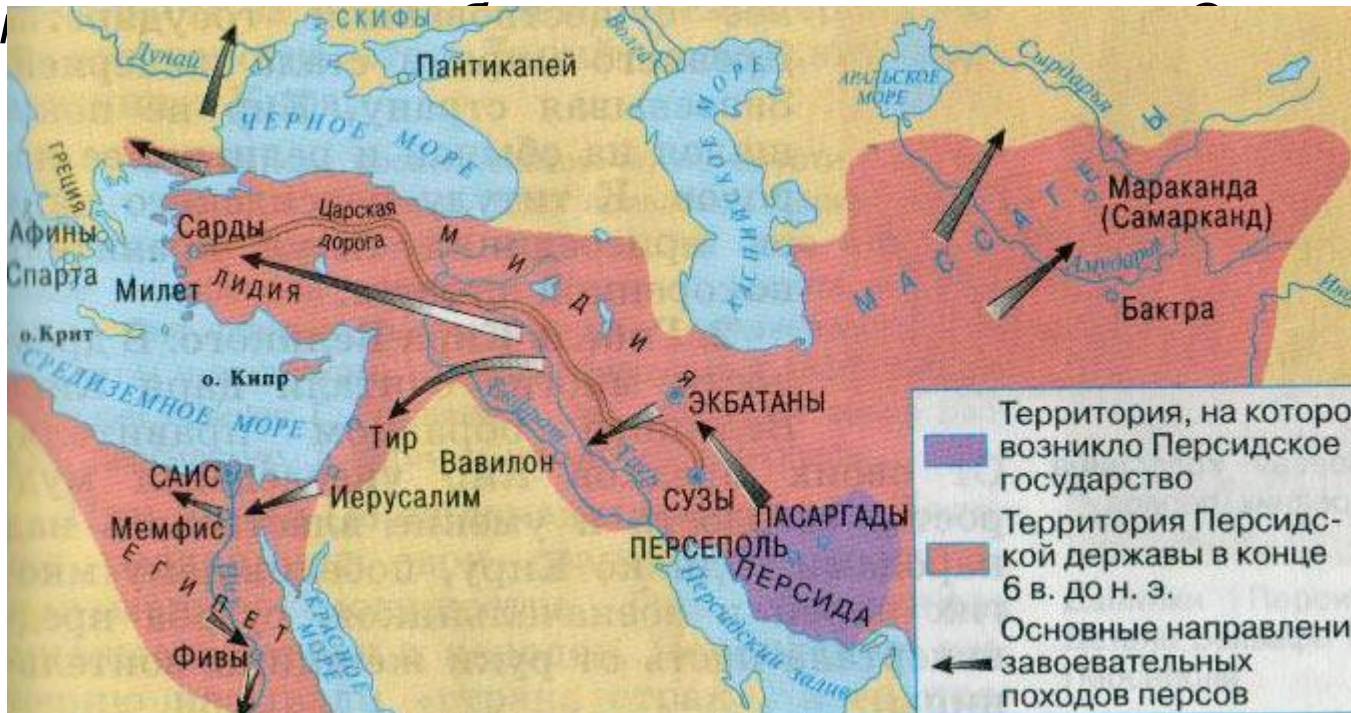 СКИФЫ
Дунай
Волга
Пантикапей
ЧЕРНОЕ МОРЕ
КАСПИЙСКОЕ МОРЕ
АРАЛЬСКОЕ
МОРЕ
Сырдарья
МАССАГЕТЫ
Мараканда
(Самарканд)
Амударья
Бактра
ГРЕЦИЯ
Афины
Спарта
Сарды
Царская
дорога
МИДИЯ
Милет
ЛИДИЯ
о.Крит
о. Кипр
СРЕДИЗЕМНОЕ МОРЕ
Тир
Евфрат
Тигр
ЭКБАТАНЫ
Вавилон
СУЗЫ
САИС
Иерусалим
Мемфис
ПАСАРГАДЫ
ПЕРСЕПОЛЬ
ПЕРСИДА
Персидский залив
ЕГИПЕТ
Нил
КРАСНОЕ
МОРЕ
Фивы
Территория, на которо
возникло Персидское
государство
Территория Персидс-
кой державы в конце
6 в. до н. э.
Основные направлени
завоевательных
походов персов